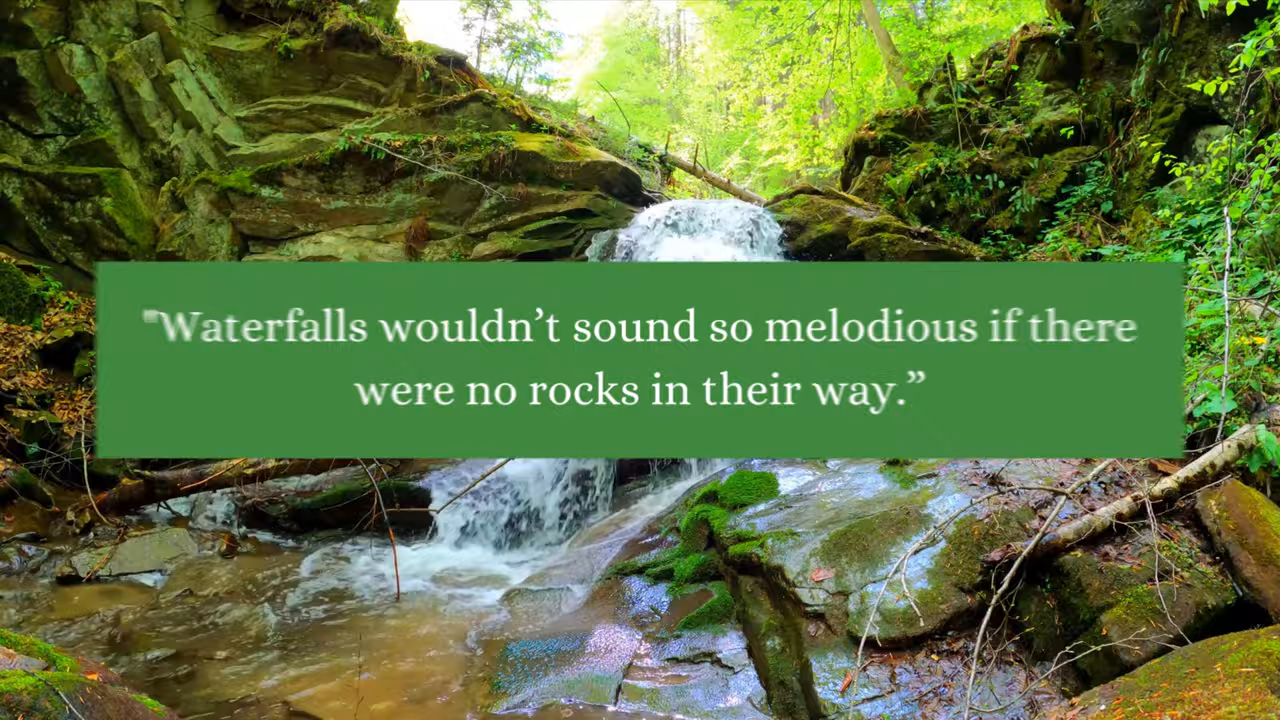 "Waterfalls wouldn’t sound so melodious if there
were no rocks in their way.”